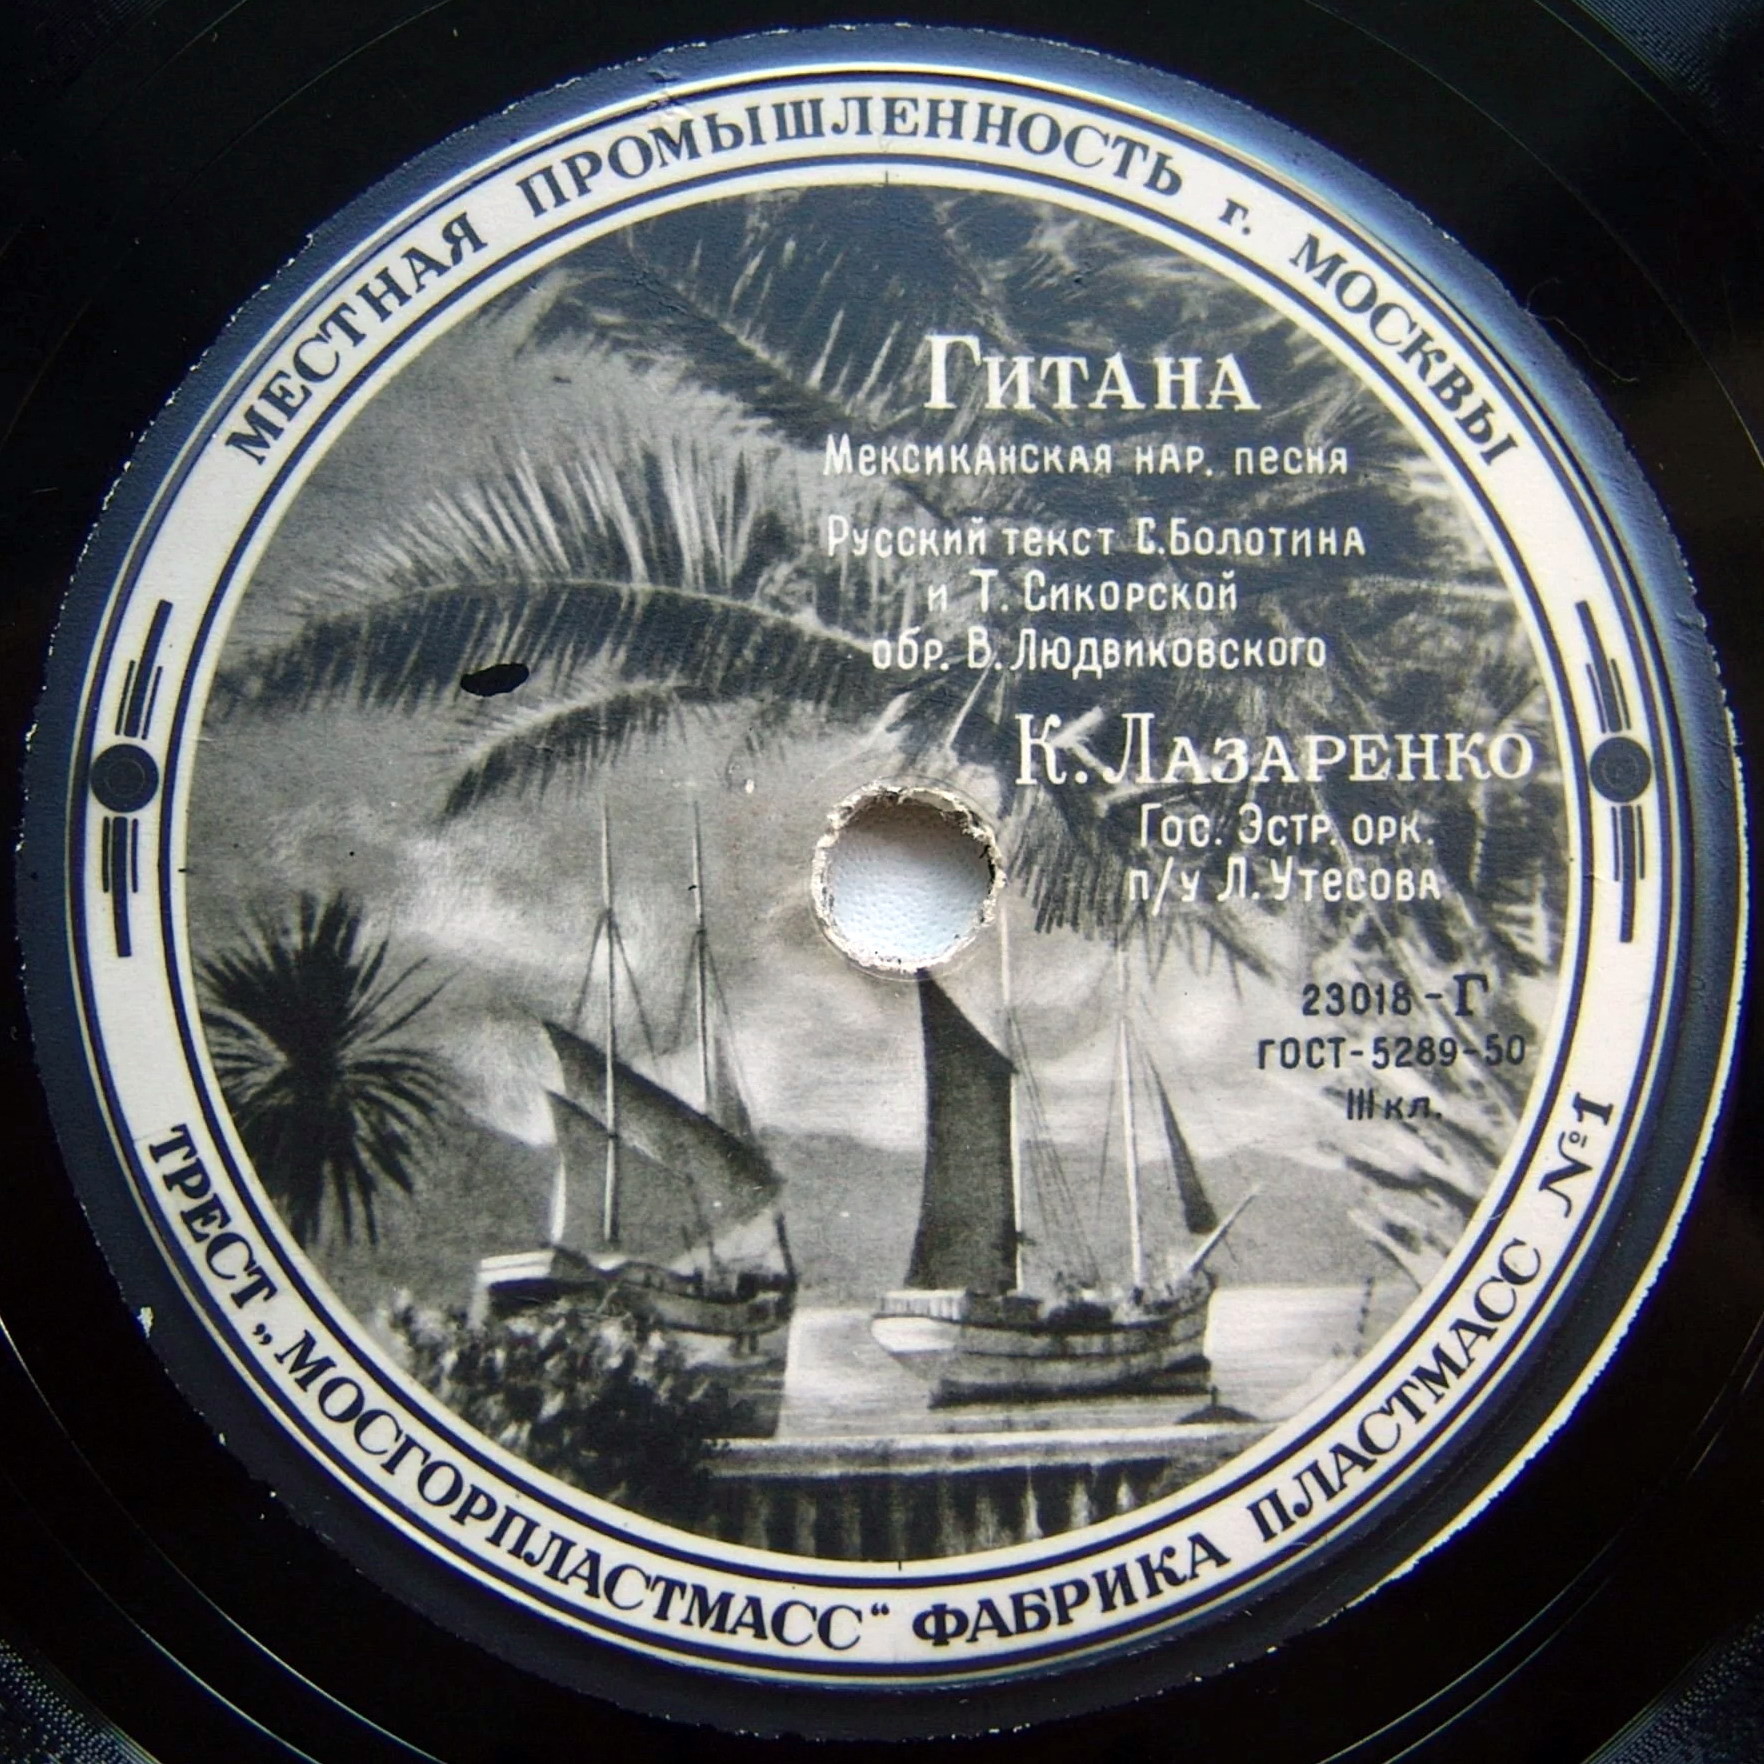 МЕСТНАЯ ПРОМЫШЛЕННОСТЬ г. МОСКВЫ
ГИТАНА
МЕКСИКАНСКАЯ НАР. ПЕСНЯ
РУССКИЙ ТЕКСТ С. БОЛОТИНА
И Т. СИКОРСКОЙ
ОБР. В. ЛЮДВИКОВСКОГО
К. ЛАЗАРЕНКО
ГОС. ЭСТР. ОРК.
П/У Л. УТЕСОВА
23018-Г
ГОСТ-5289-50
III кл.
ТРЕСТ „МОСГОРПЛАСТМАСС“ ФАБРИКА ПЛАСТМАСС №1